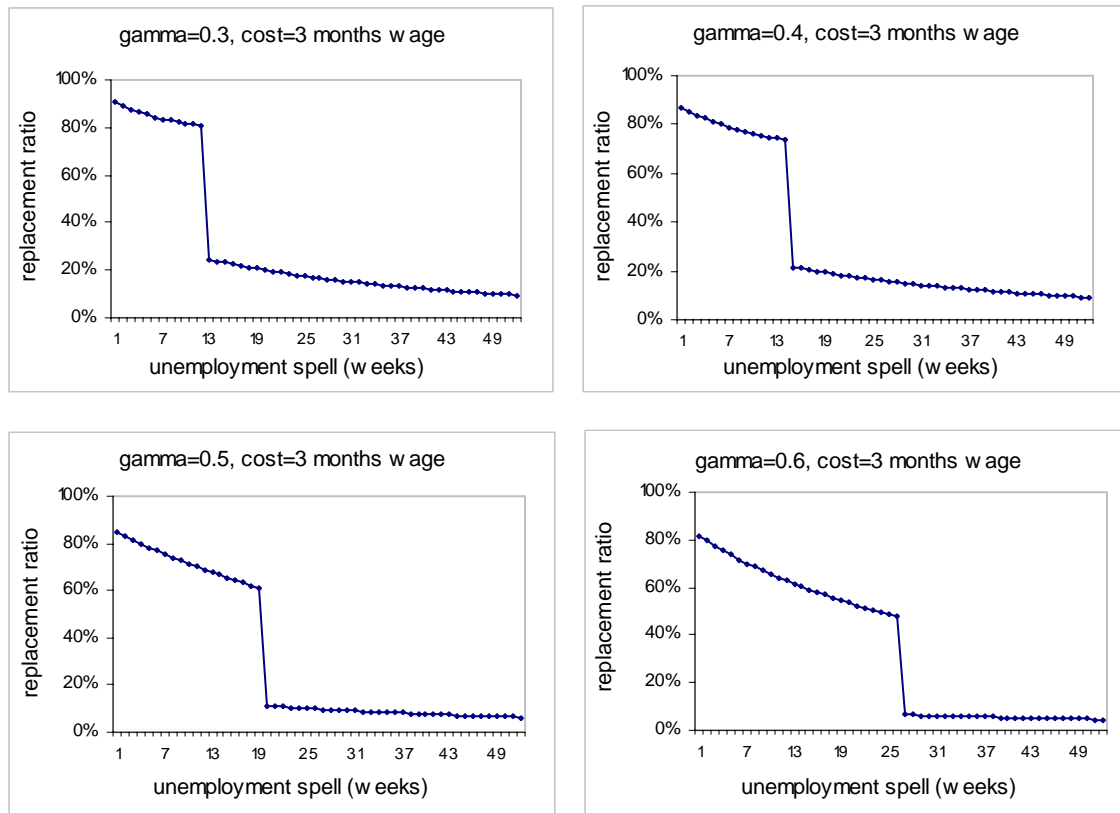 gamma=0.3, cost=3 months w age
replacement ratio
100%
80%
60%
40%
20%
0%
1 7 13 19 25 31 37 43 49
unemployment spell (w eeks)
gamma=0.4, cost=3 months w age
replacement ratio
100%
80%
60%
40%
20%
0%
1 7 13 19 25 31 37 43 49
unemployment spell (w eeks)
gamma=0.5, cost=3 months w age
replacement ratio
100%
80%
60%
40%
20%
0%
1 7 13 19 25 31 37 43 49
unemployment spell (w eeks)
gamma=0.6, cost=3 months w age
replacement ratio
100%
80%
60%
40%
20%
0%
1 7 13 19 25 31 37 43 49
unemployment spell (w eeks)